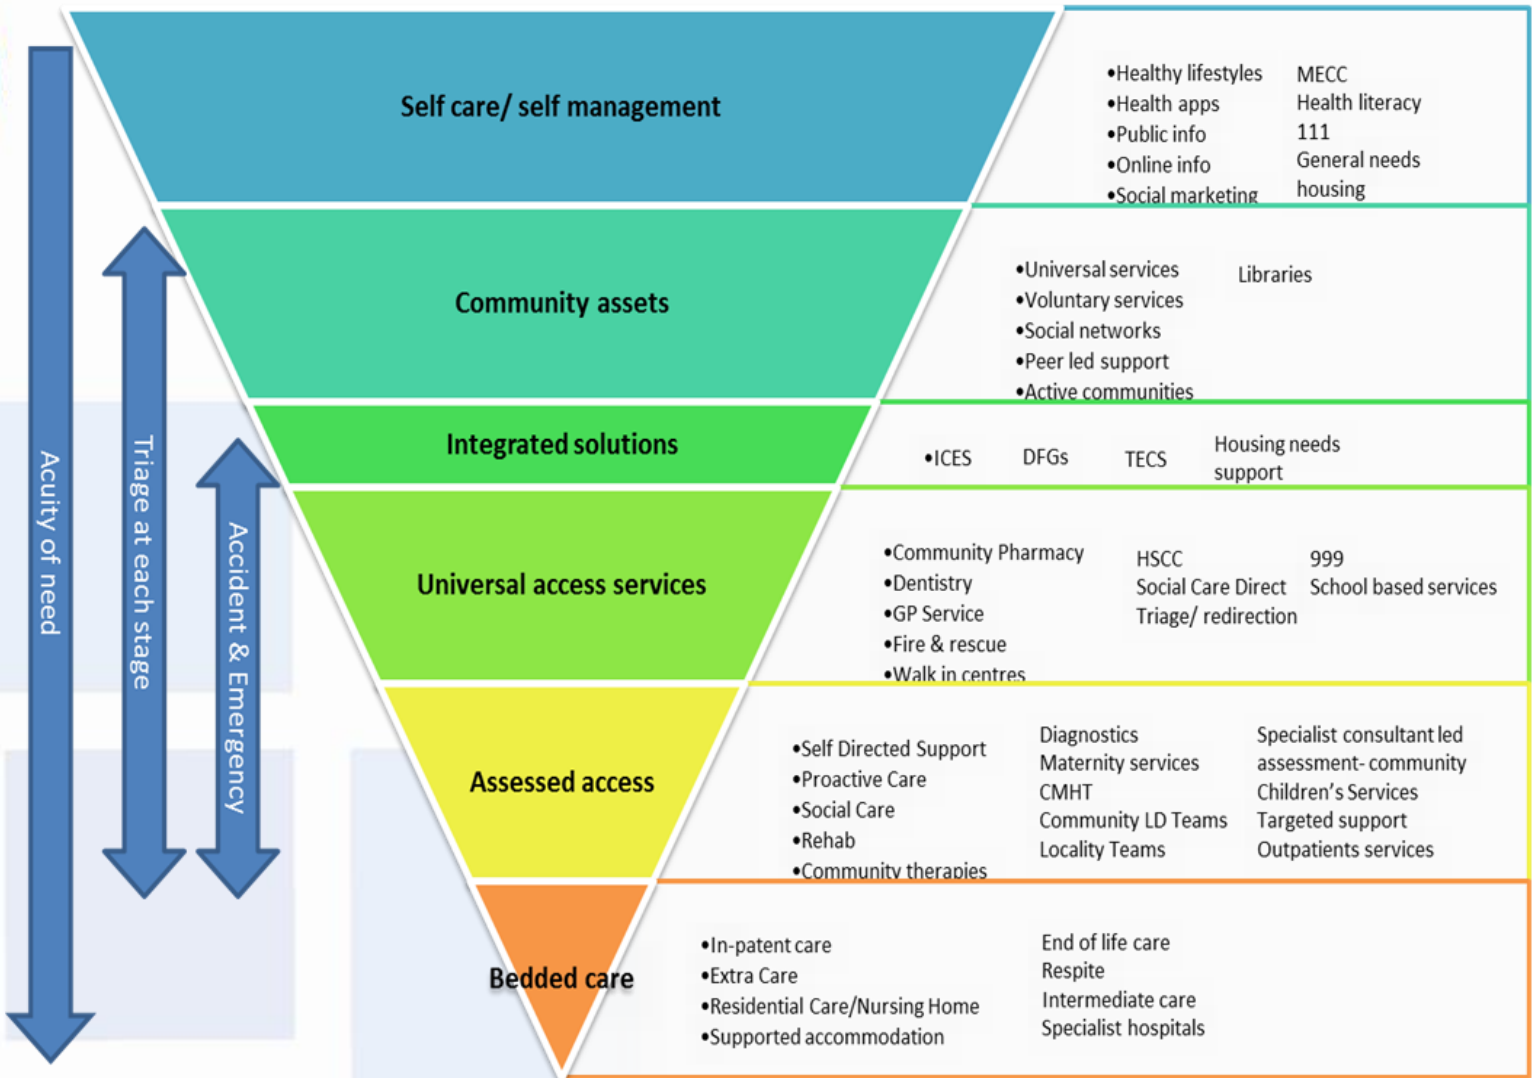 Acuity of need
Triage at each stage
Accident & Emergency
Self care/ self management
•Healthy lifestyles
•Health apps
•Public info
•Online info
•Social marketing
MECC
Health literacy
111
General needs
housing
Community assets
•Universal services
•Voluntary services
•Social networks
•Peer led support
•Active communities
Libraries
Integrated solutions
•ICES
DFGs
TECS
Housing needs
support
Universal access services
•Community Pharmacy
•Dentistry
•GP Service
•Fire & rescue
•Walk in centres
HSCC
Social Care Direct
Triage/ redirection
999
School based services
Assessed access
•Self Directed Support
•Proactive Care
•Social Care
•Rehab
•Community therapies
Diagnostics
Maternity services
CMHT
Community LD Teams
Locality Teams
Specialist consultant led
assessment- community
Children’s Services
Targeted support
Outpatients services
Bedded care
•In-patent care
•Extra Care
•Residential Care/Nursing Home
•Supported accommodation
End of life care
Respite
Intermediate care
Specialist hospitals